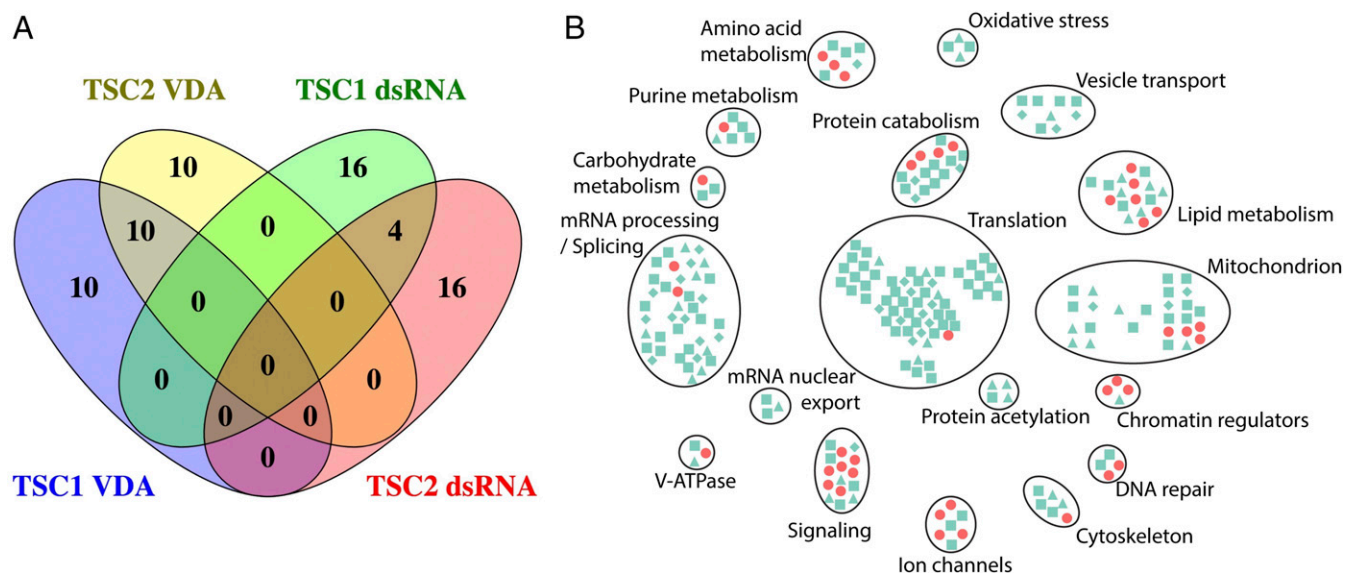 A
TSC2 VDA
TSC1 dsRNA
10
16
10
0
4
10
0
0
16
0
0
0
0
0
0
TSC1 VDA
TSC2 dsRNA
B
Oxidative stress
Amino acid
metabolism
Vesicle transport
Purine metabolism
Protein catabolism
Carbohydrate
metabolism
Lipid metabolism
mRNA processing
/ Splicing
Translation
Mitochondrion
mRNA nuclear
export
Protein acetylation
Chromatin regulators
V-ATPase
DNA repair
Signaling
Cytoskeleton
Ion channels